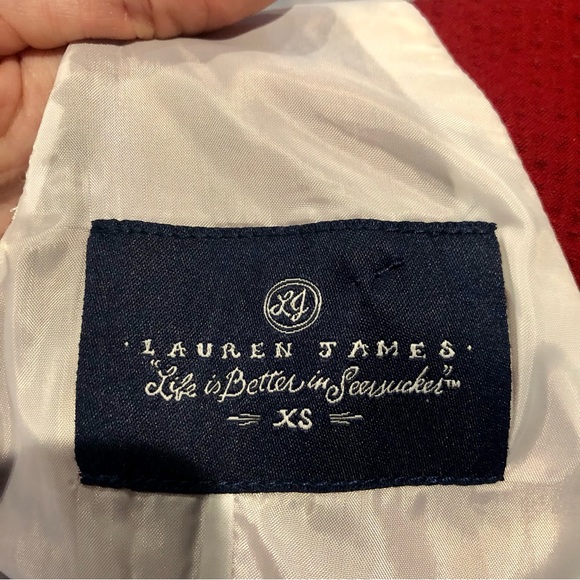 LJ
· LAUREN JAMES ·
"Life is Better in Seersucker"™
XS